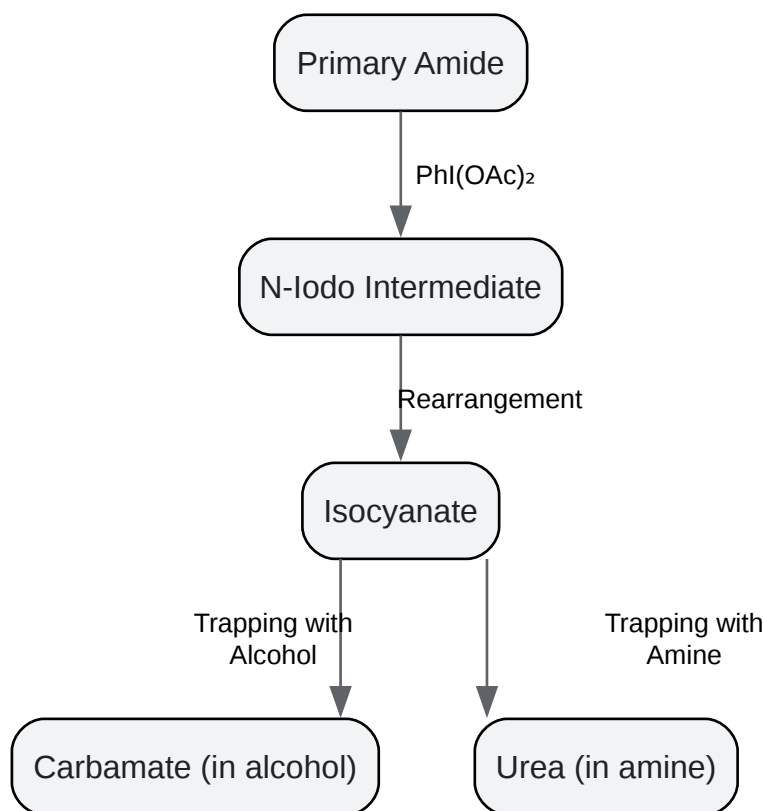 Primary Amide
PhI(OAc)₂
N-Iodo Intermediate
Rearrangement
Isocyanate
Trapping with
Alcohol
Trapping with
Amine
Carbamate (in alcohol)
Urea (in amine)